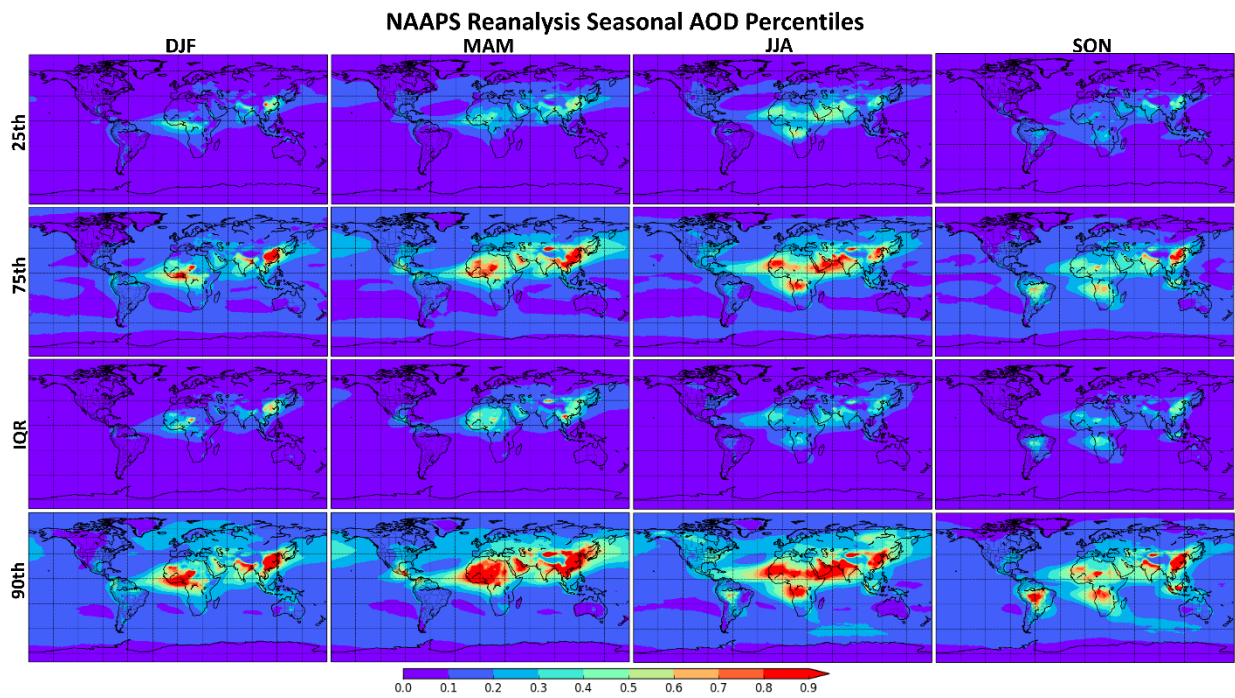 NAAPS Reanalysis Seasonal AOD Percentiles
DJF MAM JJA SON
25th
75th
IQR
90th
0.0 0.1 0.2 0.3 0.4 0.5 0.6 0.7 0.8 0.9